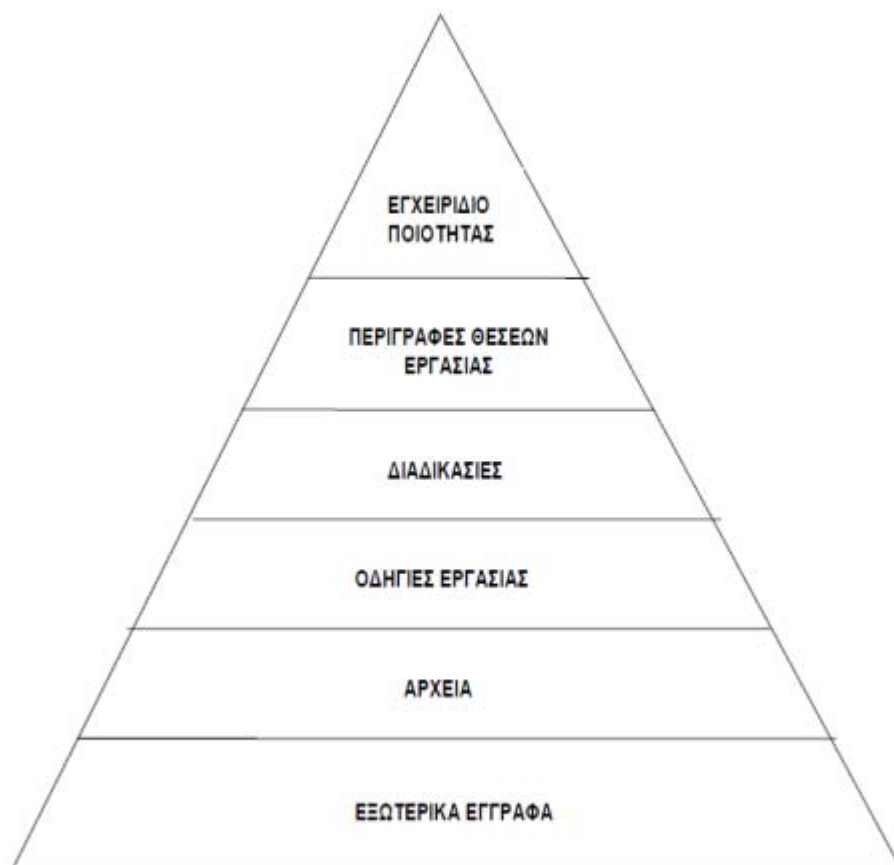 ΕΓΧΕΙΡΙΔΙΟ
ΠΟΙΟΤΗΤΑΣ
ΠΕΡΙΓΡΑΦΕΣ ΘΕΣΕΩΝ
ΕΡΓΑΣΙΑΣ
ΔΙΑΔΙΚΑΣΙΕΣ
ΟΔΗΓΙΕΣ ΕΡΓΑΣΙΑΣ
ΑΡΧΕΙΑ
ΕΞΩΤΕΡΙΚΑ ΕΓΓΡΑΦΑ